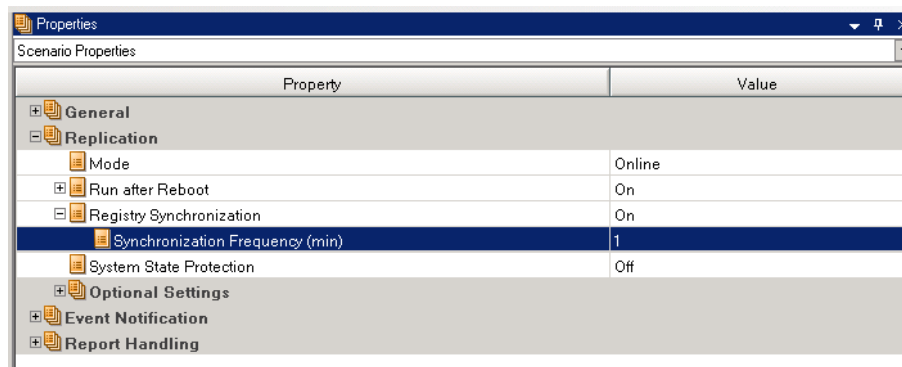 Properties
Scenario Properties
Property Value
General
Replication
Mode Online
Run after Reboot On
Registry Synchronization On
Synchronization Frequency (min) 1
System State Protection Off
Optional Settings
Event Notification
Report Handling